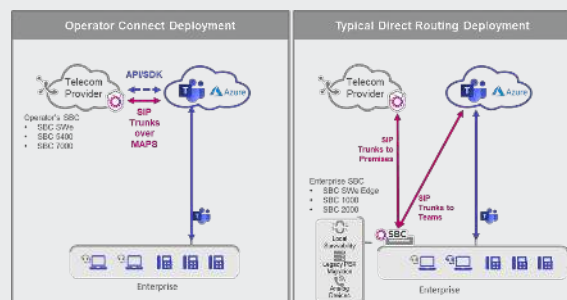 Operator Connect Deployment
Telecom
Provider
API/SDK
Azure
SIP
Trunks
over
MAPS
Operator's SBC
• SBC SWe
• SBC 5400
• SBC 7000
Enterprise
Typical Direct Routing Deployment
Telecom
Provider
Azure
SIP
Trunks to
Premises
SIP
Trunks to
Teams
Enterprise SBC
• SBC SWe Edge
• SBC 1000
• SBC 2000
SBC
Local
Survivability
Legacy PBX
Migration
Analog
Devices
Enterprise